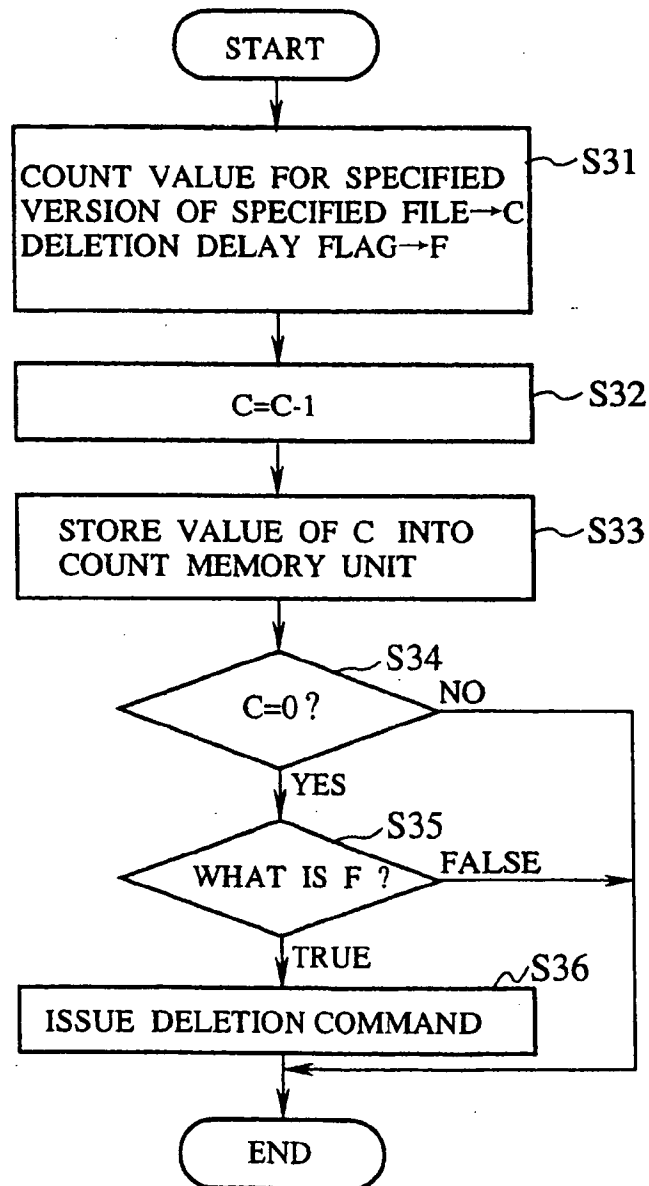 START
COUNT VALUE FOR SPECIFIED
VERSION OF SPECIFIED FILE→C
DELETION DELAY FLAG→F
S31
C=C-1
S32
STORE VALUE OF C INTO
COUNT MEMORY UNIT
S33
S34
C=0?
NO
YES
S35
WHAT IS F ?
FALSE
TRUE
S36
ISSUE DELETION COMMAND
END